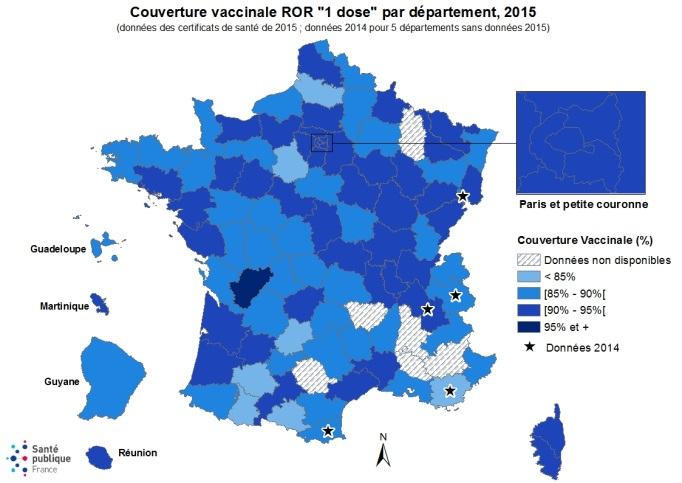 Couverture vaccinale ROR "1 dose" par département, 2015
(données des certificats de santé de 2015 ; données 2014 pour 5 départements sans données 2015)
Paris et petite couronne
Couverture Vaccinale (%)
Données non disponibles
< 85%
[85% - 90%[
[90% - 95%[
95% et +
Données 2014
Guadeloupe
Martinique
Guyane
Réunion
N
Santé
publique
France